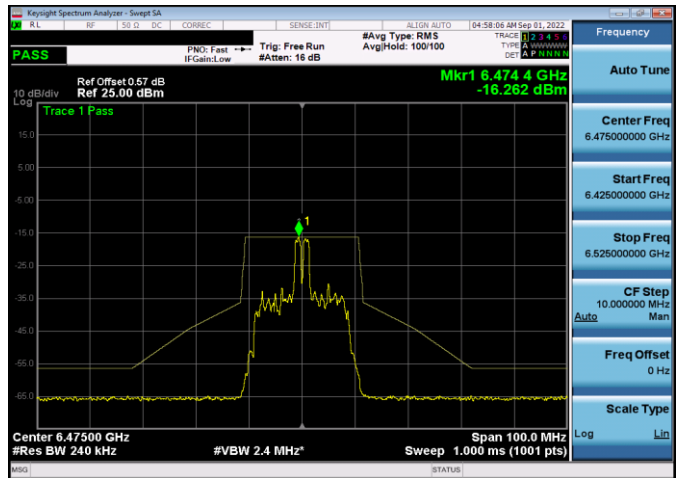 Keysight Spectrum Analyzer - Swept SA
RL RF 50 Ω DC CORREC SENSE:INT ALIGN AUTO 04:58:06 AM Sep 01, 2022
PASS
PNO: Fast
IFGain:Low
Trig: Free Run
#Atten: 16 dB
#Avg Type: RMS
Avg|Hold: 100/100
TRACE 1 2 3 4 5 6
TYPE A WWWWW
DET A P N N N N
Ref Offset 0.57 dB
Ref 25.00 dBm
10 dB/div
Log
Mkr1 6.474 4 GHz
-16.262 dBm
Trace 1 Pass
15.0
5.00
-5.00
-15.0
-25.0
-35.0
-45.0
-55.0
-65.0
1
Center 6.47500 GHz
#Res BW 240 kHz
#VBW 2.4 MHz*
Span 100.0 MHz
Sweep 1.000 ms (1001 pts)
MSG
STATUS
Frequency
Auto Tune
Center Freq
6.475000000 GHz
Start Freq
6.425000000 GHz
Stop Freq
6.525000000 GHz
CF Step
10.000000 MHz
Auto Man
Freq Offset
0 Hz
Scale Type
Log Lin